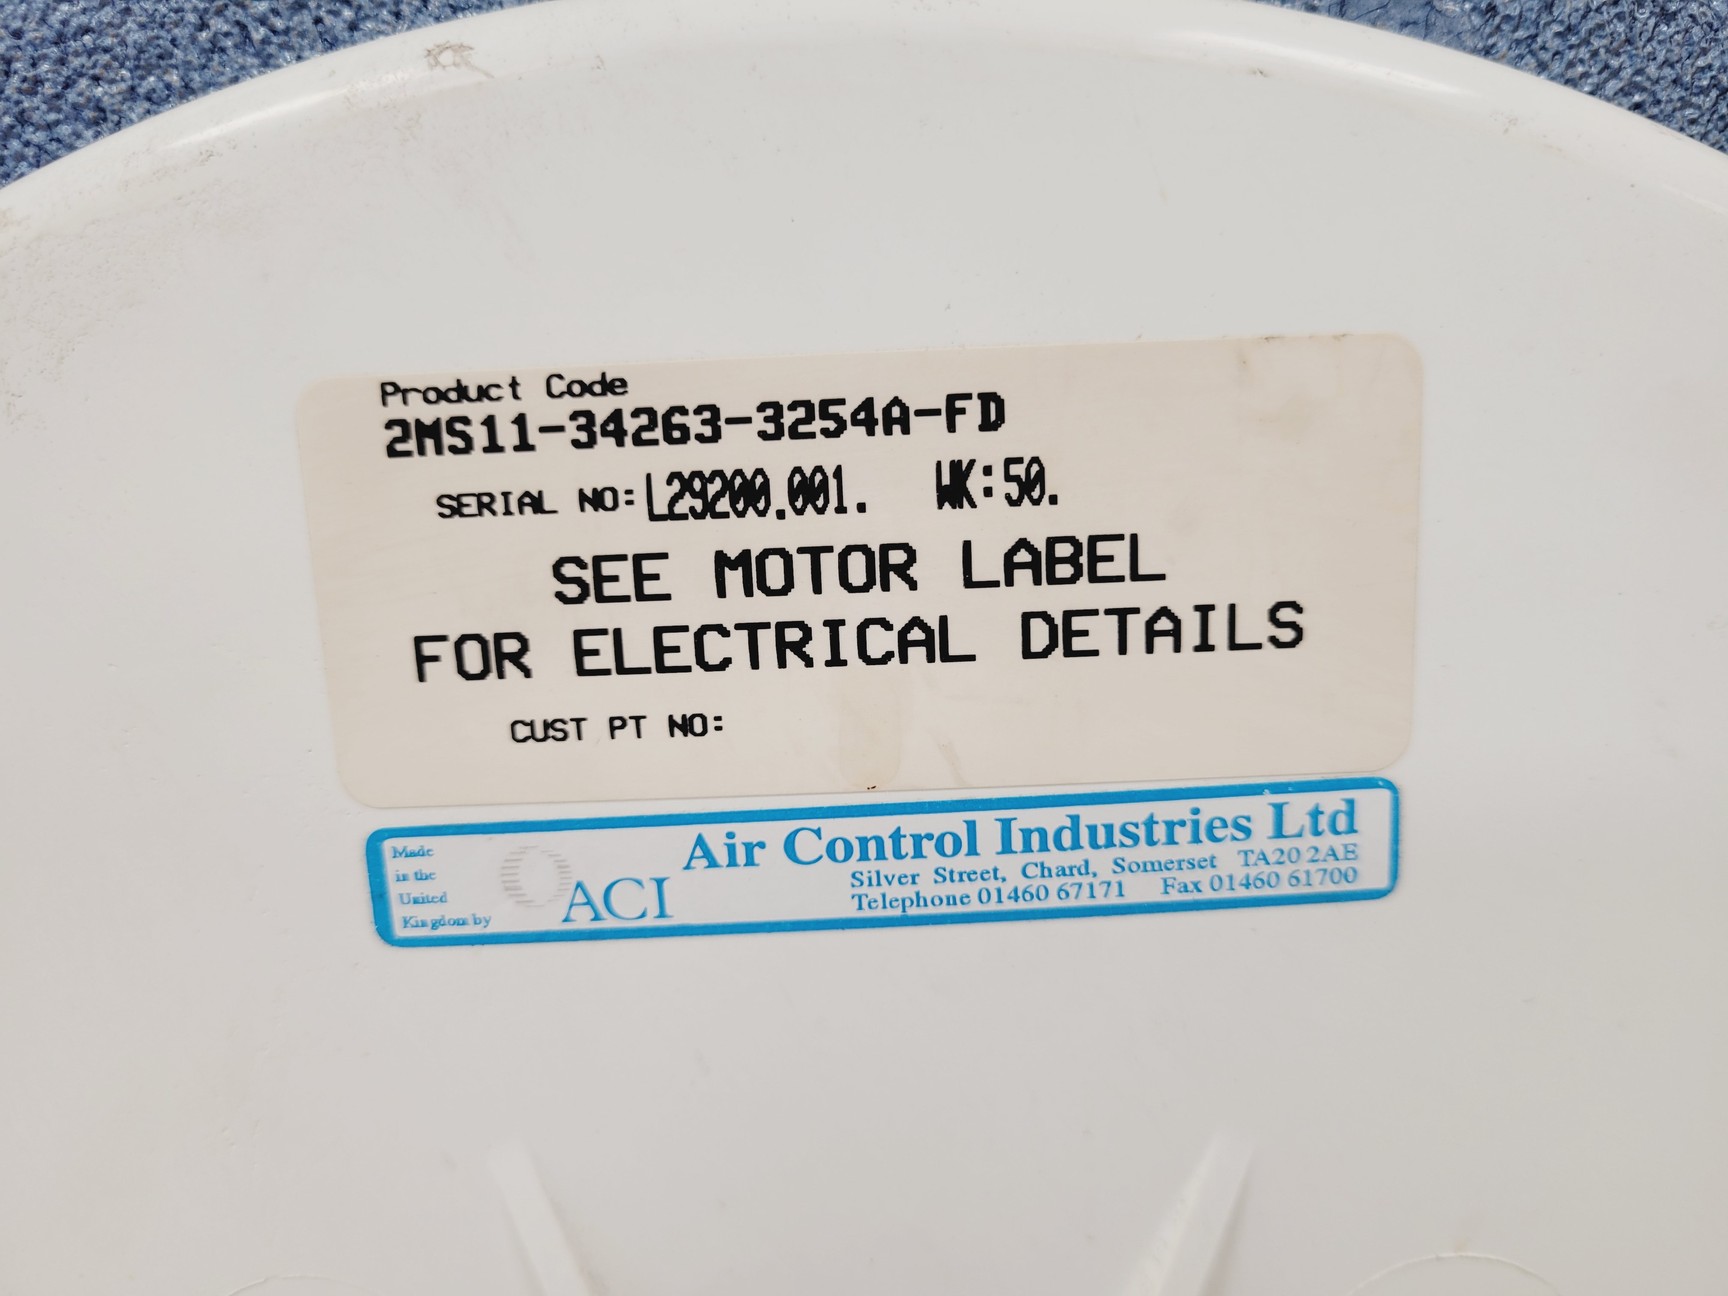 Product Code
2MS11-34263-3254A-FD
SERIAL NO: L29200.001. WK:50.
SEE MOTOR LABEL
FOR ELECTRICAL DETAILS
CUST PT NO:
Made
in the
United
Kingdom by
ACI
Air Control Industries Ltd
Silver Street, Chard, Somerset TA20 2AE
Telephone 01460 67171 Fax 01460 61700